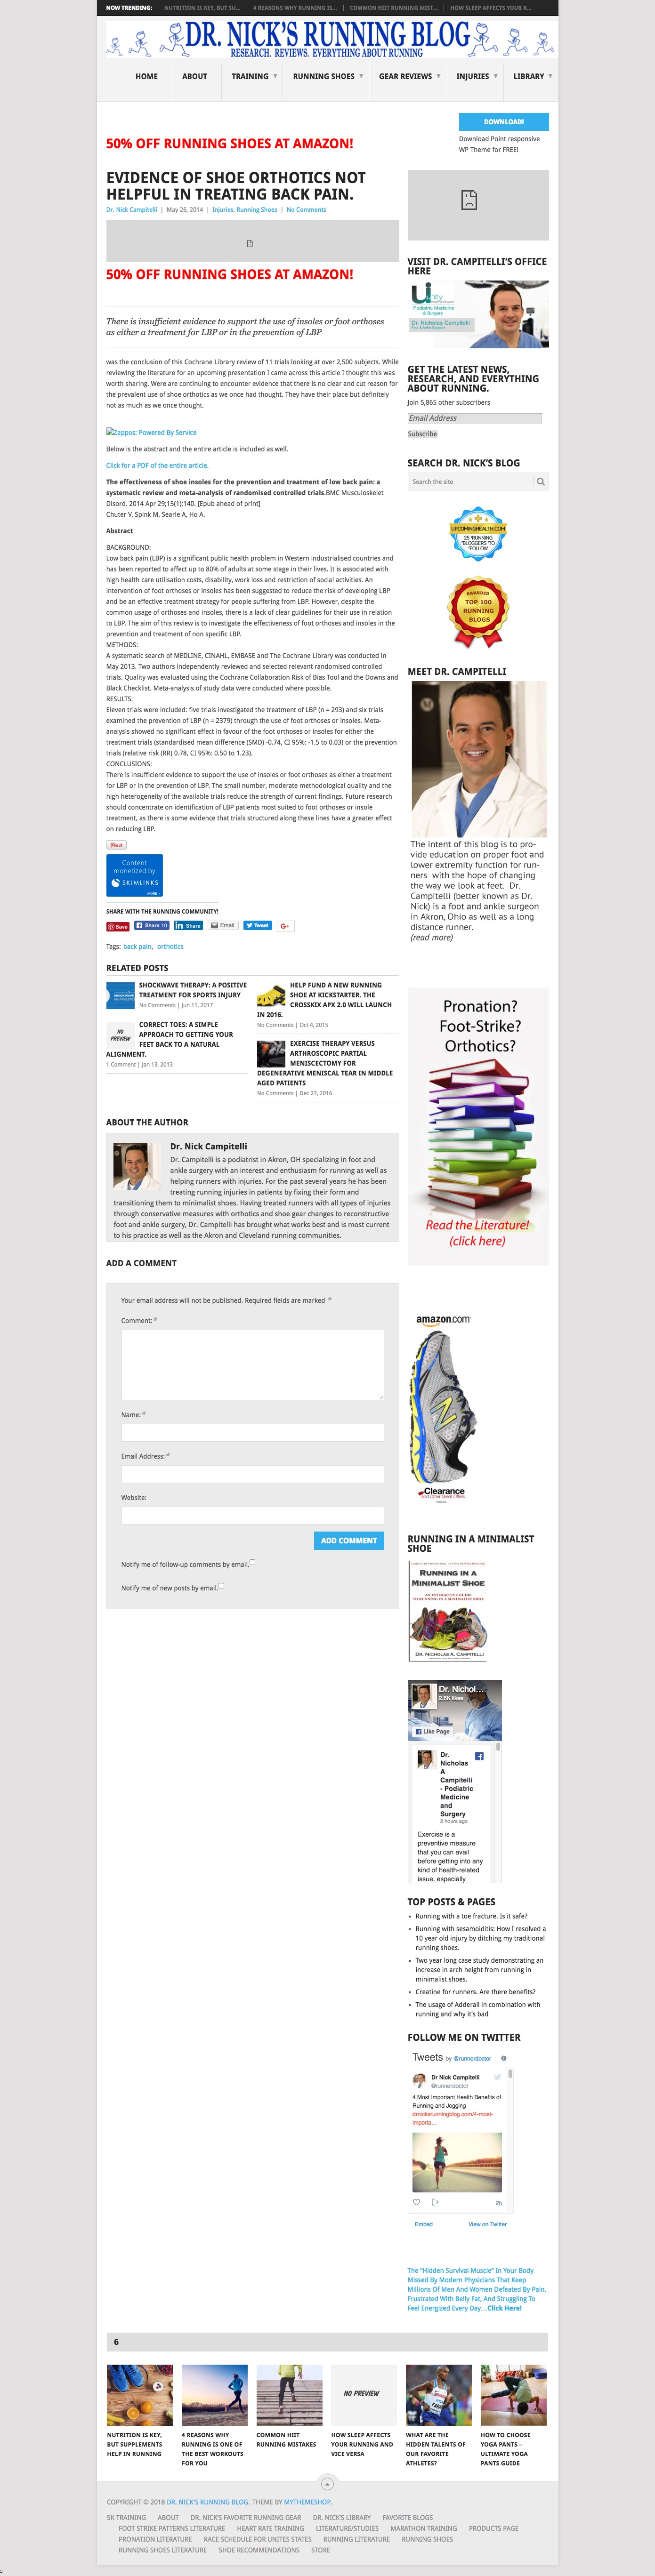 NOW TRENDING: NUTRITION IS KEY, BUT SU... 4 REASONS WHY RUNNING IS... COMMON HIIT RUNNING MIST... HOW SLEEP AFFECTS YOUR R...
DR. NICK'S RUNNING BLOG
RESEARCH. REVIEWS. EVERYTHING RUNNING
HOME ABOUT TRAINING RUNNING SHOES GEAR REVIEWS INJURIES LIBRARY
50% OFF RUNNING SHOES AT AMAZON!
DOWNLOAD!
Download Point responsive
WP Theme for FREE!
EVIDENCE OF SHOE ORTHOTICS NOT
HELPFUL IN TREATING BACK PAIN.
Dr. Nick Campitelli | May 26, 2014 | Injuries, Running Shoes | No Comments
50% OFF RUNNING SHOES AT AMAZON!
There is insufficient evidence to support the use of insoles or foot orthoses
as either a treatment for LBP or in the prevention of LBP
was the conclusion of this Cochrane Library review of 11 trials looking at over 2,500 subjects. While
reviewing the literature for an upcoming presentation I came across this article I thought this was
worth sharing. Were are continuing to encounter evidence that there is no clear and cut reason for
the prevalent use of shoe orthotics as we once had thought. They have their place but definitely
not as much as we once thought.
Zappos: Powered By Service
Below is the abstract and the entire article is included as well.
Click for a PDF of the entire article.
The effectiveness of shoe insoles for the prevention and treatment of low back pain: a
systematic review and meta-analysis of randomised controlled trials.BMC Musculoskelet
Disord. 2014 Apr 29;15(1):140. [Epub ahead of print]
Chuter V, Spink M, Searle A, Ho A.
Abstract
BACKGROUND:
Low back pain (LBP) is a significant public health problem in Western industrialised countries and
has been reported to affect up to 80% of adults at some stage in their lives. It is associated with
high health care utilisation costs, disability, work loss and restriction of social activities. An
intervention of foot orthoses or insoles has been suggested to reduce the risk of developing LBP
and be an effective treatment strategy for people suffering from LBP. However, despite the
common usage of orthoses and insoles, there is a lack of clear guidelines for their use in relation
to LBP. The aim of this review is to investigate the effectiveness of foot orthoses and insoles in the
prevention and treatment of non specific LBP.
METHODS:
A systematic search of MEDLINE, CINAHL, EMBASE and The Cochrane Library was conducted in
May 2013. Two authors independently reviewed and selected relevant randomised controlled
trials. Quality was evaluated using the Cochrane Collaboration Risk of Bias Tool and the Downs and
Black Checklist. Meta-analysis of study data were conducted where possible.
RESULTS:
Eleven trials were included: five trials investigated the treatment of LBP (n = 293) and six trials
examined the prevention of LBP (n = 2379) through the use of foot orthoses or insoles. Meta-
analysis showed no significant effect in favour of the foot orthoses or insoles for either the
treatment trials (standardised mean difference (SMD) -0.74, CI 95%: -1.5 to 0.03) or the prevention
trials (relative risk (RR) 0.78, CI 95%: 0.50 to 1.23).
CONCLUSIONS:
There is insufficient evidence to support the use of insoles or foot orthoses as either a treatment
for LBP or in the prevention of LBP. The small number, moderate methodological quality and the
high heterogeneity of the available trials reduce the strength of current findings. Future research
should concentrate on identification of LBP patients most suited to foot orthoses or insole
treatment, as there is some evidence that trials structured along these lines have a greater effect
on reducing LBP.
Pin it
Content
monetized by
SKIMLINKS
MORE
SHARE WITH THE RUNNING COMMUNITY!
Save Share 10 Share Email Tweet G+
Tags: back pain, orthotics
RELATED POSTS
SHOCKWAVE THERAPY: A POSITIVE
TREATMENT FOR SPORTS INJURY
No Comments | Jun 11, 2017
NO
PREVIEW
CORRECT TOES: A SIMPLE
APPROACH TO GETTING YOUR
FEET BACK TO A NATURAL
ALIGNMENT.
1 Comment | Jan 13, 2013
HELP FUND A NEW RUNNING
SHOE AT KICKSTARTER. THE
CROSSKIX APX 2.0 WILL LAUNCH
IN 2016.
No Comments | Oct 4, 2015
EXERCISE THERAPY VERSUS
ARTHROSCOPIC PARTIAL
MENISCECTOMY FOR
DEGENERATIVE MENISCAL TEAR IN MIDDLE
AGED PATIENTS
No Comments | Dec 27, 2016
ABOUT THE AUTHOR
Dr. Nick Campitelli
Dr. Campitelli is a podiatrist in Akron, OH specializing in foot and
ankle surgery with an interest and enthusiasm for running as well as
helping runners with injuries. For the past several years he has been
treating running injuries in patients by fixing their form and
transitioning them to minimalist shoes. Having treated runners with all types of injuries
through conservative measures with orthotics and shoe gear changes to reconstructive
foot and ankle surgery, Dr. Campitelli has brought what works best and is most current
to his practice as well as the Akron and Cleveland running communities.
ADD A COMMENT
Your email address will not be published. Required fields are marked *
Comment:*
Name:*
Email Address:*
Website:
ADD COMMENT
Notify me of follow-up comments by email.
Notify me of new posts by email.
VISIT DR. CAMPITELLI'S OFFICE
HERE
Unity
Podiatric Medicine
& Surgery
Dr. Nicholas Campitelli
Foot & Ankle Surgeon
GET THE LATEST NEWS,
RESEARCH, AND EVERYTHING
ABOUT RUNNING.
Join 5,865 other subscribers
Email Address
Subscribe
SEARCH DR. NICK'S BLOG
Search the site
UPCOMINGHEALTH.COM
25 RUNNING
BLOGGERS TO
FOLLOW
AWARDED
TOP 100
RUNNING
BLOGS
MEET DR. CAMPITELLI
The intent of this blog is to pro-
vide education on proper foot and
lower extremity function for run-
ners with the hope of changing
the way we look at feet. Dr.
Campitelli (better known as Dr.
Nick) is a foot and ankle surgeon
in Akron, Ohio as well as a long
distance runner.
(read more)
Pronation?
Foot-Strike?
Orthotics?
Read the Literature!
(click here)
amazon.com
Clearance
and Other Great Offers
RUNNING IN A MINIMALIST
SHOE
RUNNING IN A
MINIMALIST SHOE
AN INTERACTIVE GUIDE
TO RUNNING IN A MINIMALIST SHOE
DR. NICHOLAS A. CAMPITELLI
Dr. Nichol...
2.6K likes
Like Page
Dr.
Nicholas
A
Campitelli
- Podiatric
Medicine
and
Surgery
2 hours ago
Exercise is a
preventive measure
that you can avail
before getting into any
kind of health-related
issue, especially
TOP POSTS & PAGES
Running with a toe fracture. Is it safe?
Running with sesamoiditis: How I resolved a
10 year old injury by ditching my traditional
running shoes.
Two year long case study demonstrating an
increase in arch height from running in
minimalist shoes.
Creatine for runners. Are there benefits?
The usage of Adderall in combination with
running and why it's bad
FOLLOW ME ON TWITTER
Tweets by @runnerdoctor
Dr Nick Campitelli
@runnerdoctor
4 Most Important Health Benefits of
Running and Jogging
drnicksrunningblog.com/4-most-
importa...
2h
Embed View on Twitter
The "Hidden Survival Muscle" In Your Body
Missed By Modern Physicians That Keep
Millions Of Men And Women Defeated By Pain,
Frustrated With Belly Fat, And Struggling To
Feel Energized Every Day…Click Here!
6
NUTRITION IS KEY,
BUT SUPPLEMENTS
HELP IN RUNNING
4 REASONS WHY
RUNNING IS ONE OF
THE BEST WORKOUTS
FOR YOU
COMMON HIIT
RUNNING MISTAKES
NO PREVIEW
HOW SLEEP AFFECTS
YOUR RUNNING AND
VICE VERSA
FARAH
WHAT ARE THE
HIDDEN TALENTS OF
OUR FAVORITE
ATHLETES?
HOW TO CHOOSE
YOGA PANTS –
ULTIMATE YOGA
PANTS GUIDE
COPYRIGHT © 2018 DR. NICK'S RUNNING BLOG. THEME BY MYTHEMESHOP.
5K TRAINING ABOUT DR. NICK'S FAVORITE RUNNING GEAR DR. NICK'S LIBRARY FAVORITE BLOGS
FOOT STRIKE PATTERNS LITERATURE HEART RATE TRAINING LITERATURE/STUDIES MARATHON TRAINING PRODUCTS PAGE
PRONATION LITERATURE RACE SCHEDULE FOR UNITES STATES RUNNING LITERATURE RUNNING SHOES
RUNNING SHOES LITERATURE SHOE RECOMMENDATIONS STORE